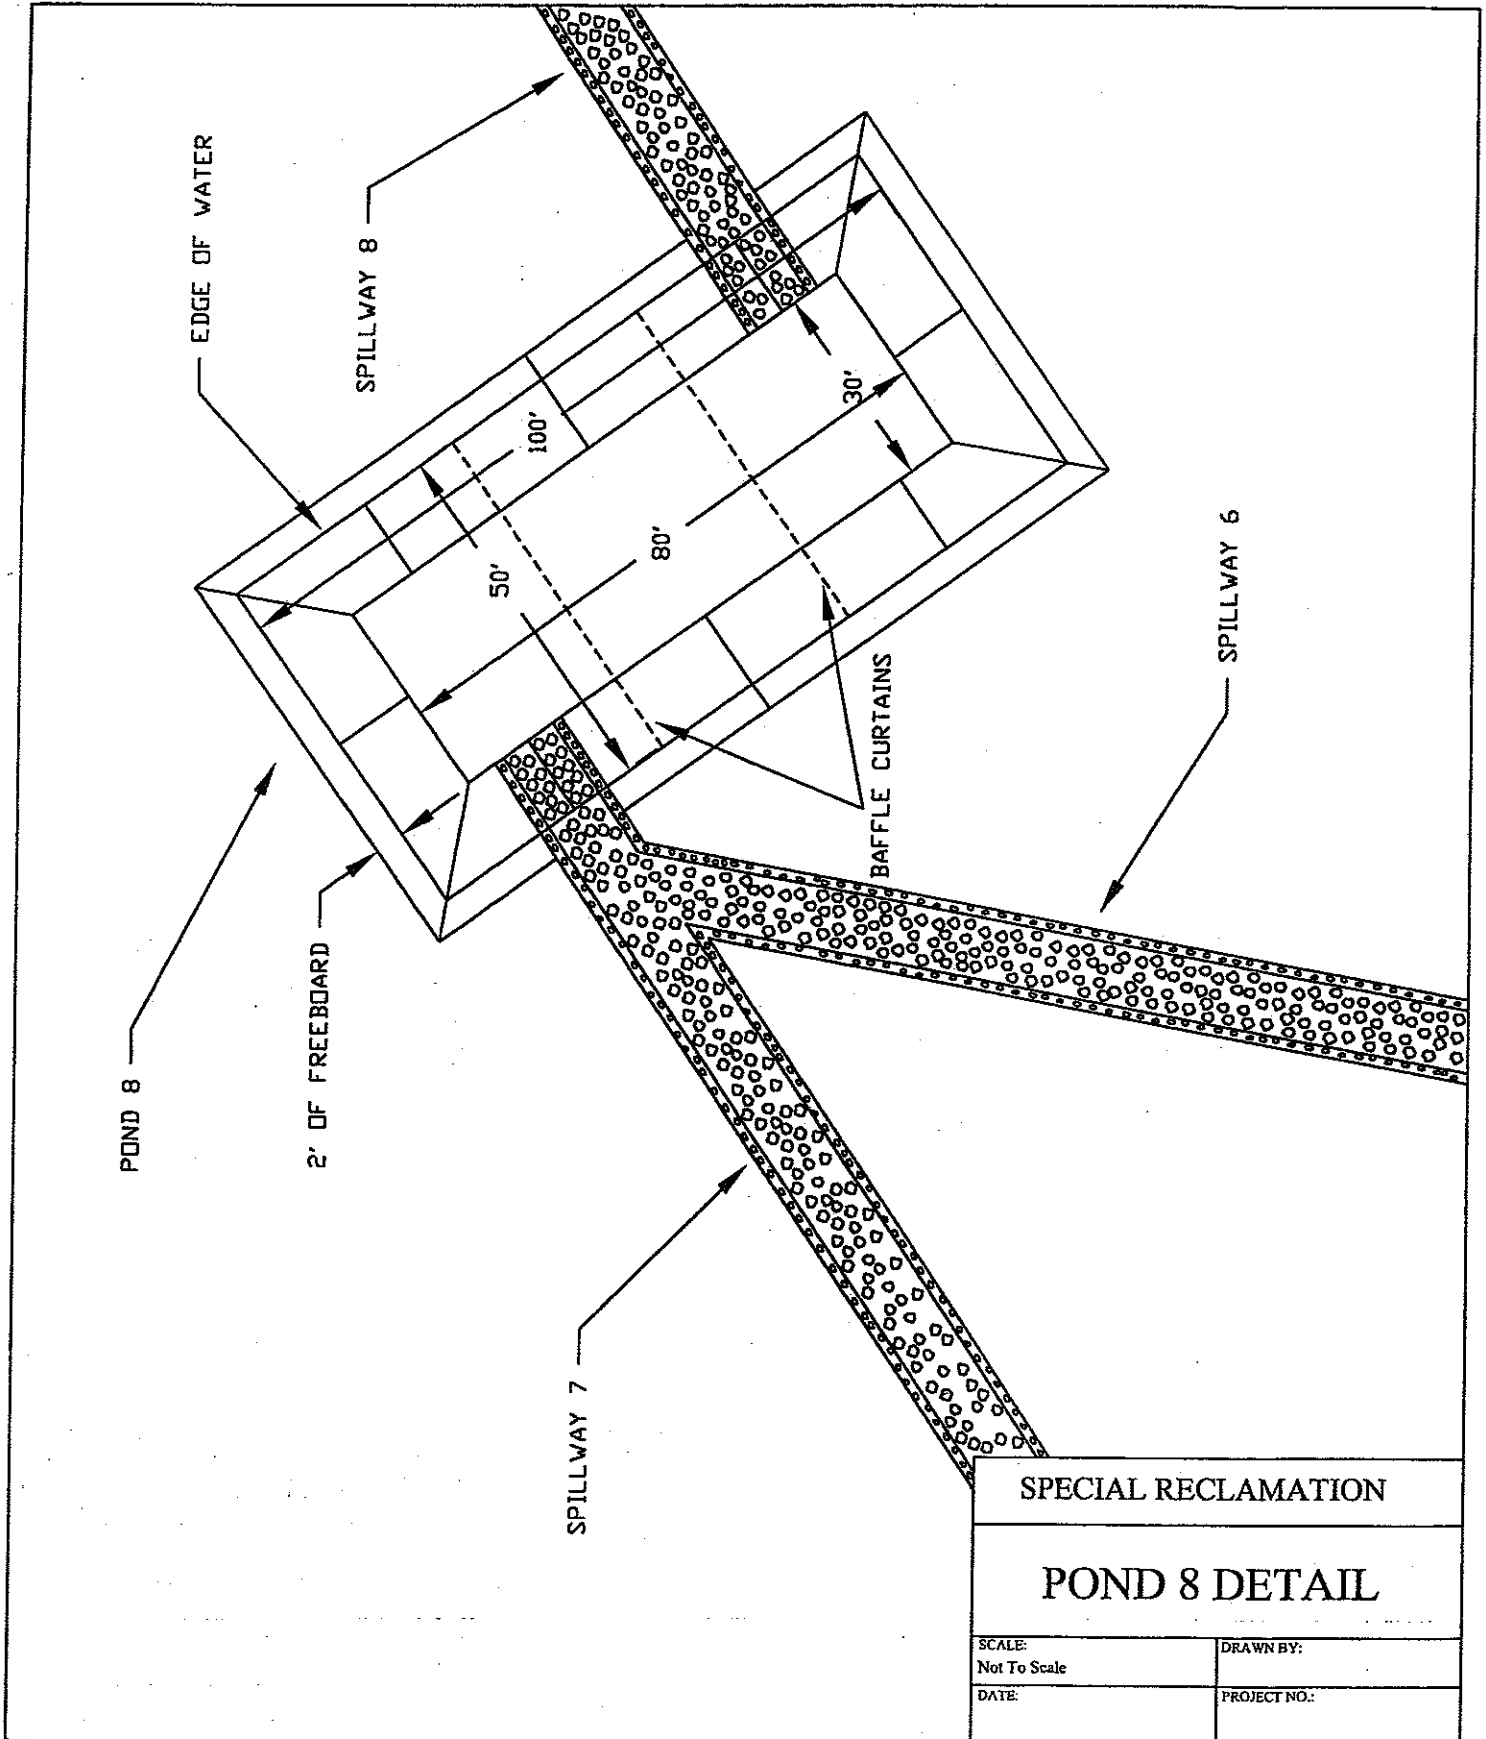 EDGE OF WATER
SPILLWAY 8
100'
50'
80'
30'
SPILLWAY 6
BAFFLE CURTAINS
POND 8
2' OF FREEBOARD
SPILLWAY 7
SPECIAL RECLAMATION
POND 8 DETAIL
SCALE:
Not To Scale
DRAWN BY:
DATE:
PROJECT NO.: